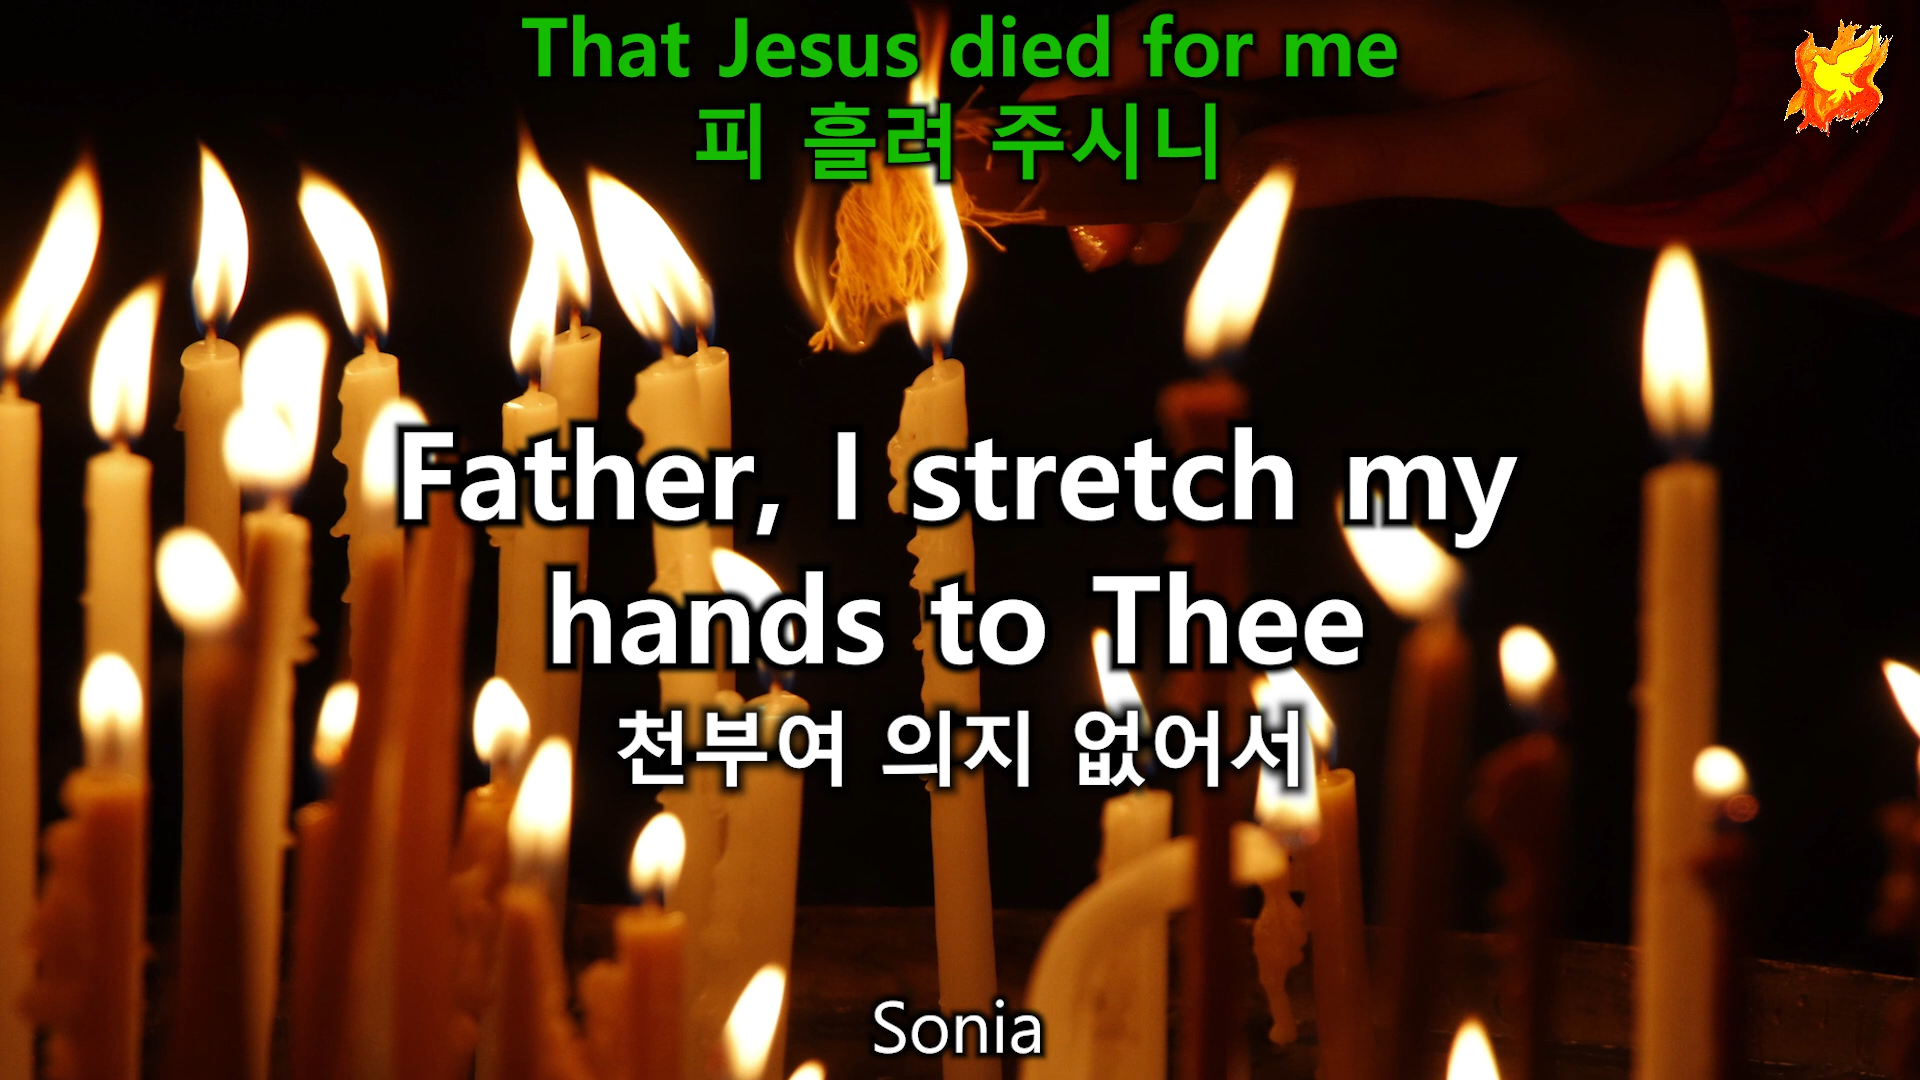 That Jesus died for me
피 흘려 주시니
Father, I stretch my
hands to Thee
천부여 의지 없어서
Sonia